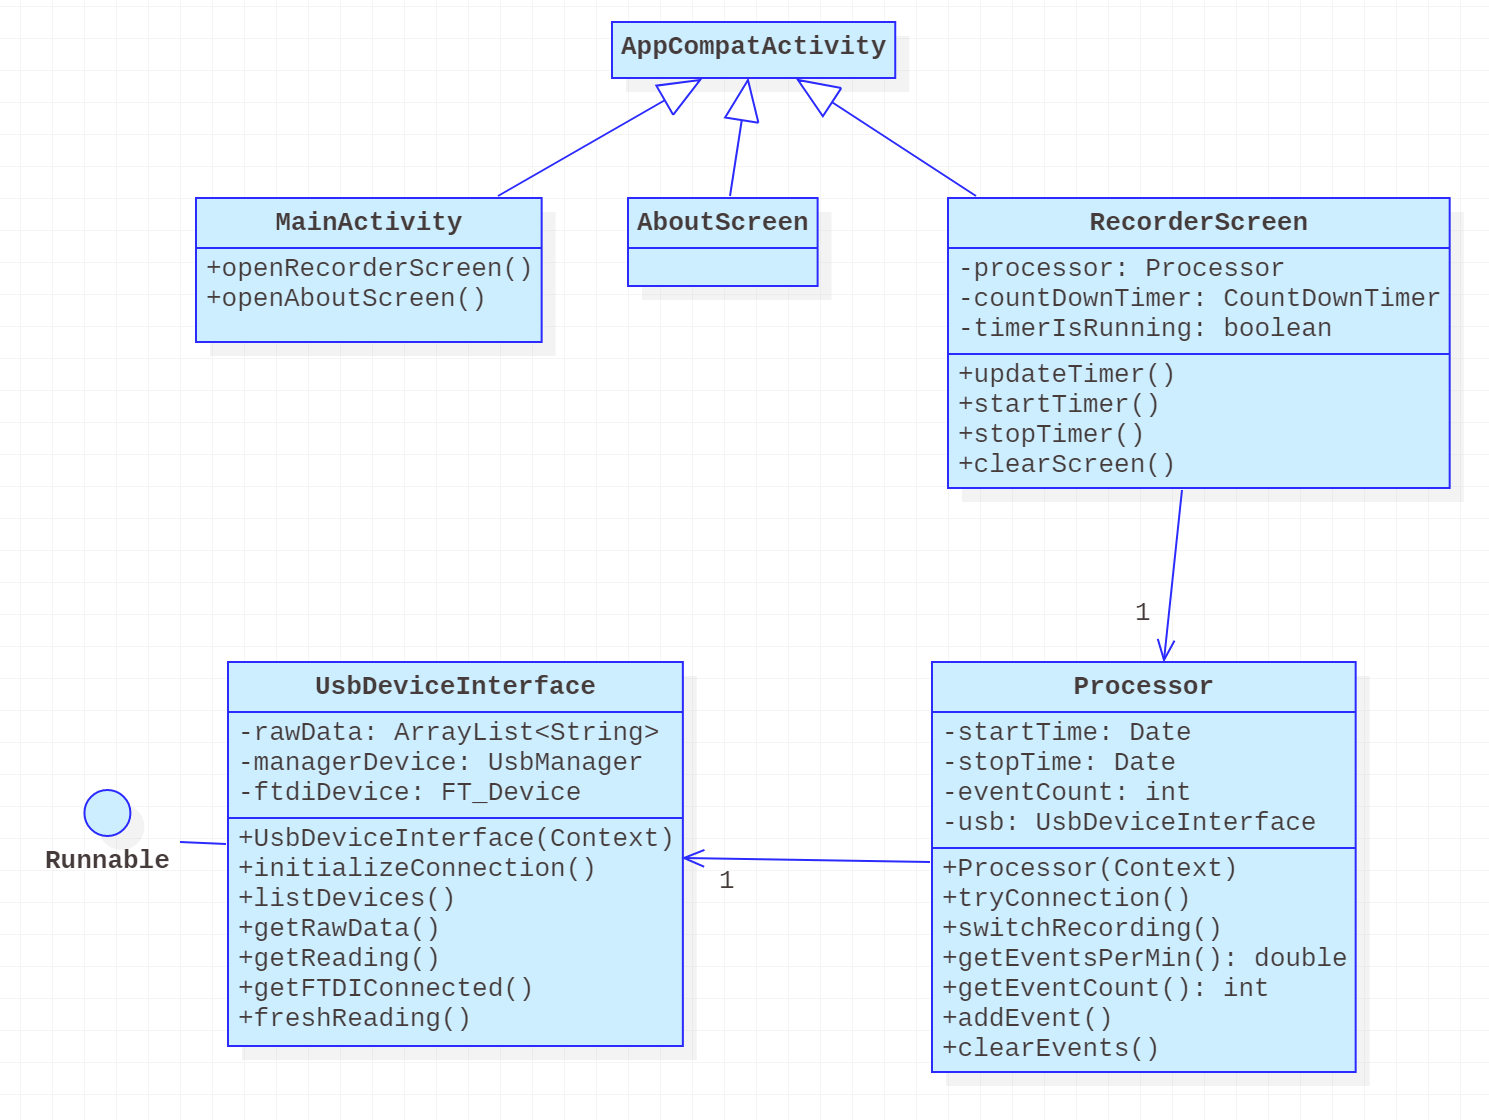 AppCompatActivity
MainActivity
+openRecorderScreen()
+openAboutScreen()
AboutScreen
RecorderScreen
-processor: Processor
-countDownTimer: CountDownTimer
-timerIsRunning: boolean
+updateTimer()
+startTimer()
+stopTimer()
+clearScreen()
1
Runnable
UsbDeviceInterface
-rawData: ArrayList<String>
-managerDevice: UsbManager
-ftdiDevice: FT_Device
+UsbDeviceInterface(Context)
+initializeConnection()
+listDevices()
+getRawData()
+getReading()
+getFTDIConnected()
+freshReading()
1
Processor
-startTime: Date
-stopTime: Date
-eventCount: int
-usb: UsbDeviceInterface
+Processor(Context)
+tryConnection()
+switchRecording()
+getEventsPerMin(): double
+getEventCount(): int
+addEvent()
+clearEvents()